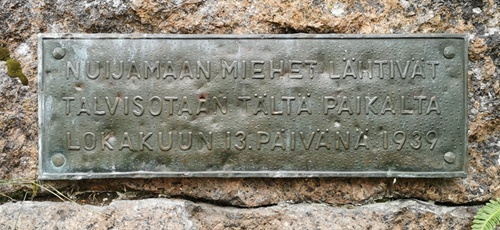 NUIJAMAAN MIEHET LÄHTIVÄT
TALVISOTAAN TÄLTÄ PAIKALTA
LOKAKUUN 13. PÄIVÄNÄ 1939